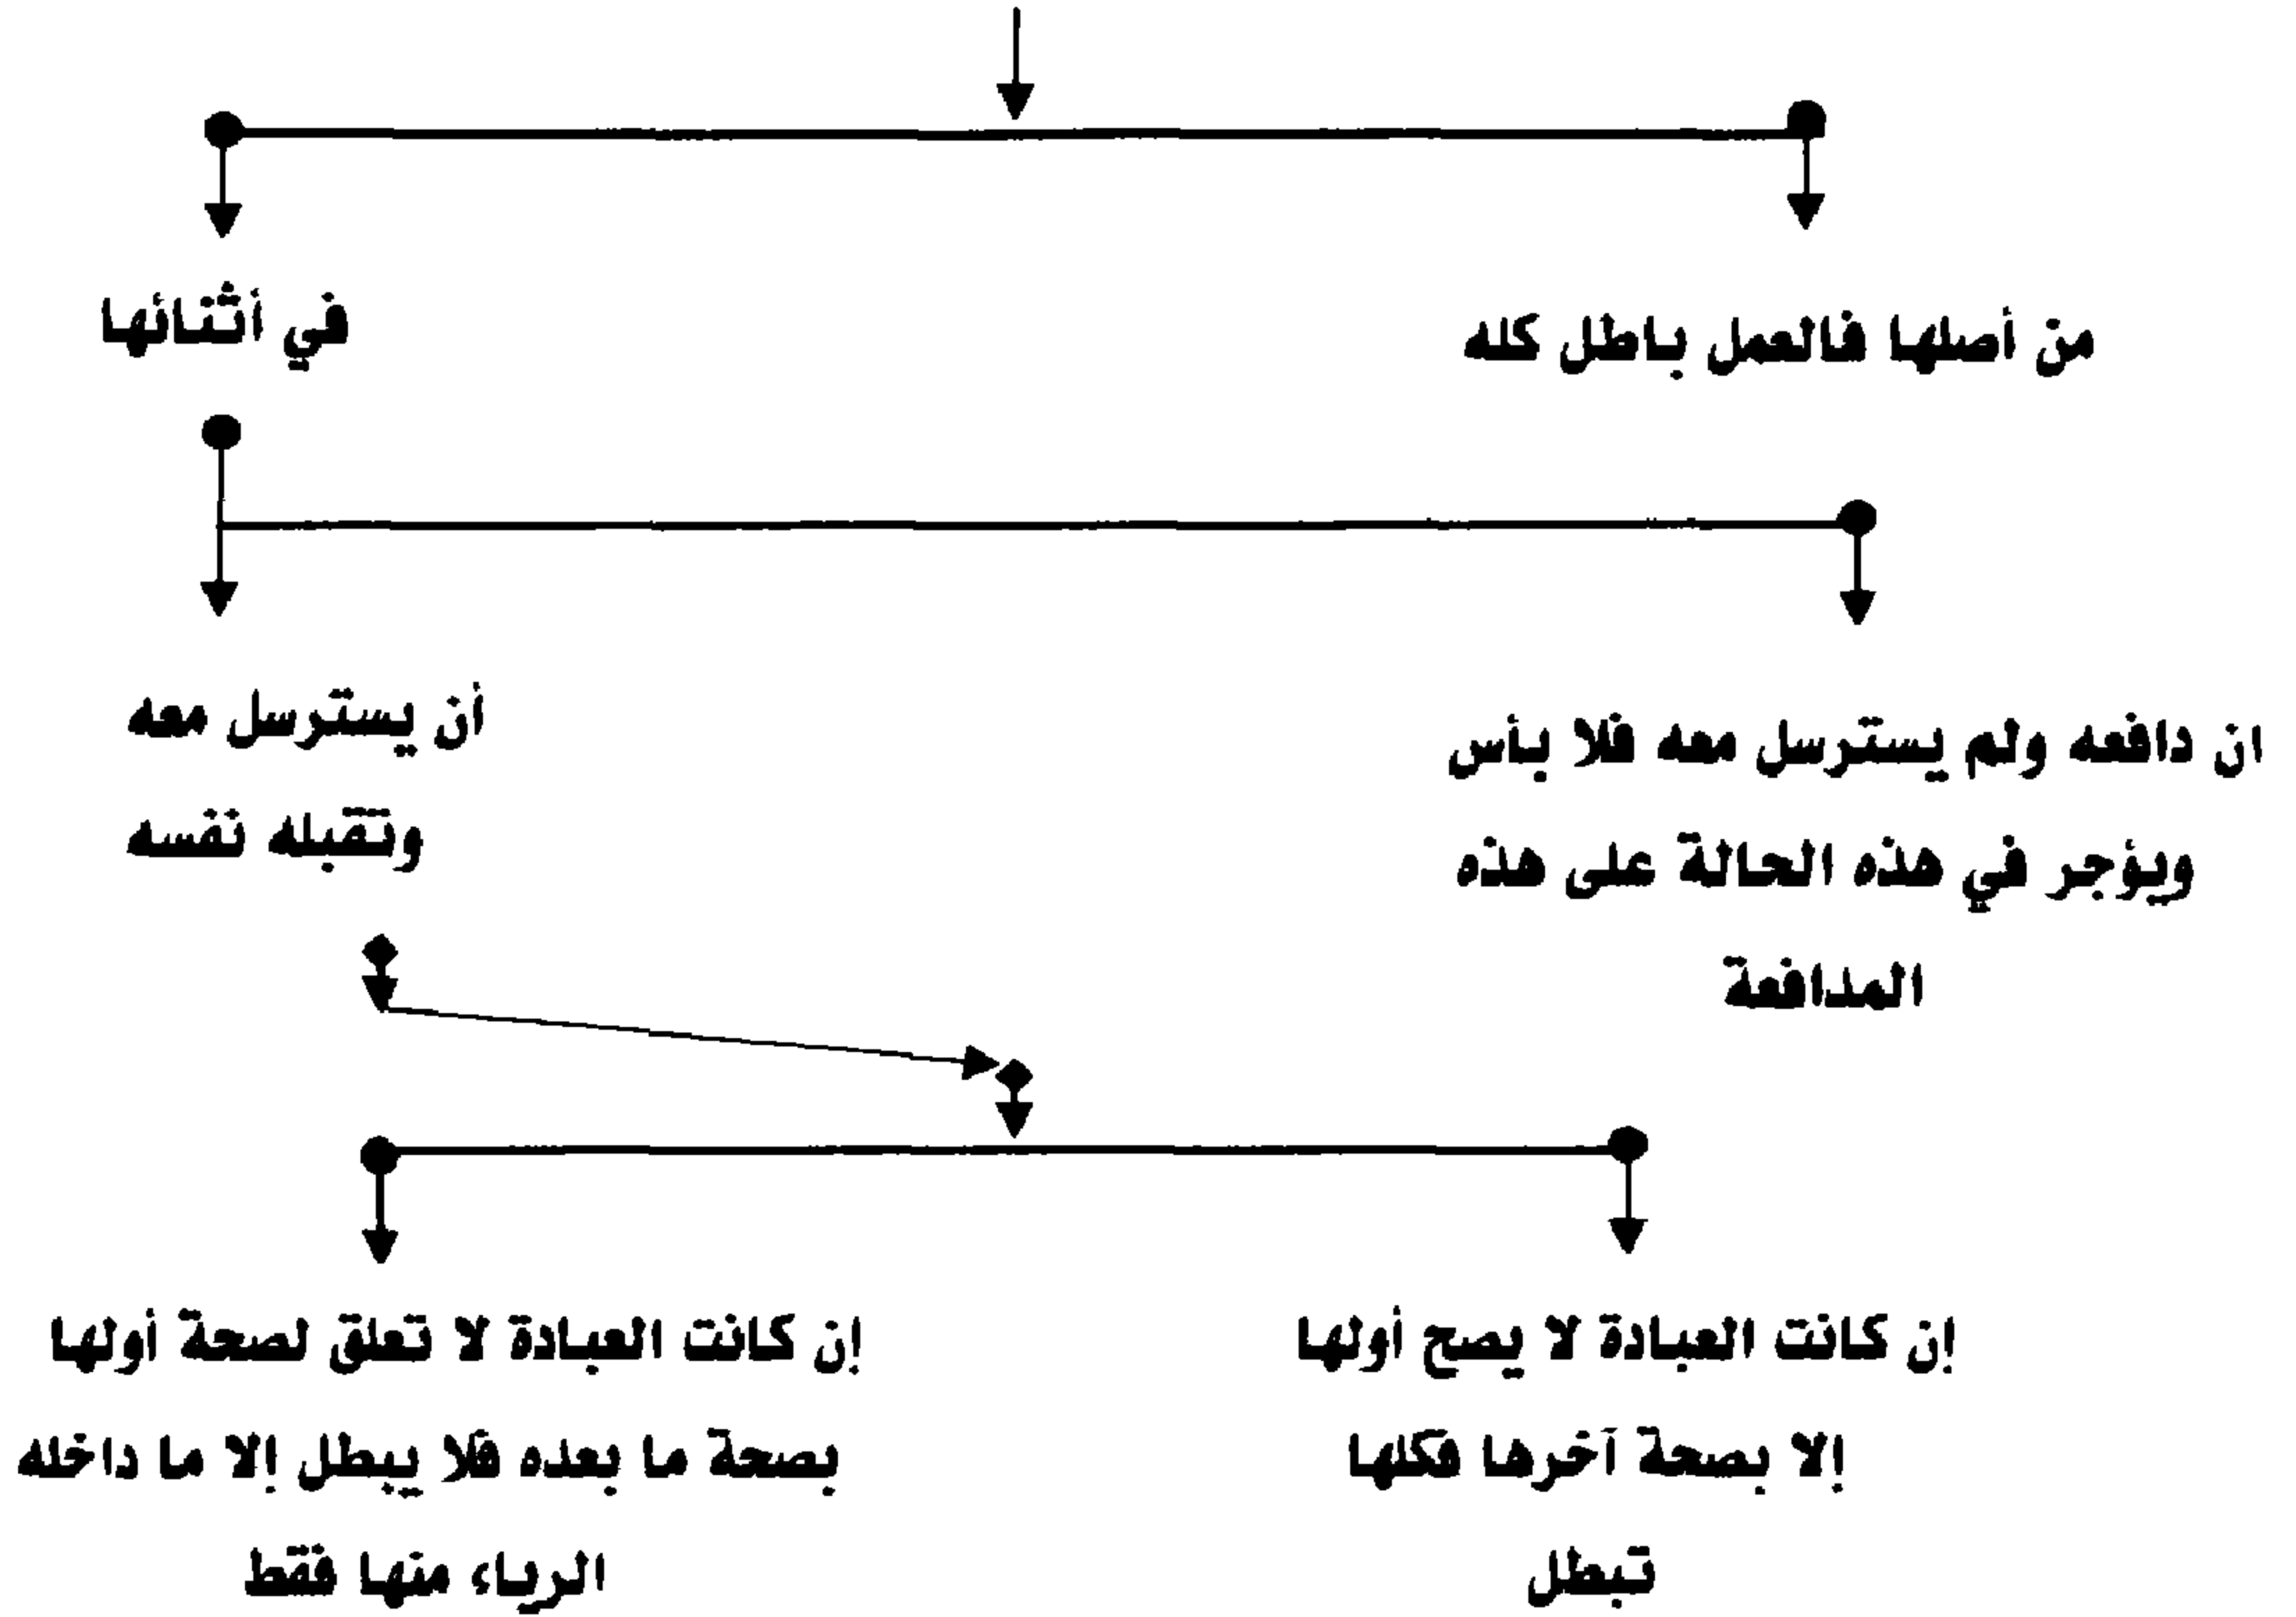 من أصلها فالعمل باطل كله
في أثنائها
ان دافعه ولم يسترسل معه فلا بأس
ويؤجر في هذه الحالة على هذه
المدافعة
أن يسترسل معه
وتقبله نفسه
إن كانت العبادة لا يصح أولها
إلا بصحة آخرها فكلها
تبطل
إن كانت العبادة لا تعلق لصحة أولها
بصحة ما بعده فلا يبطل إلا ما داخله
الرياء منها فقط